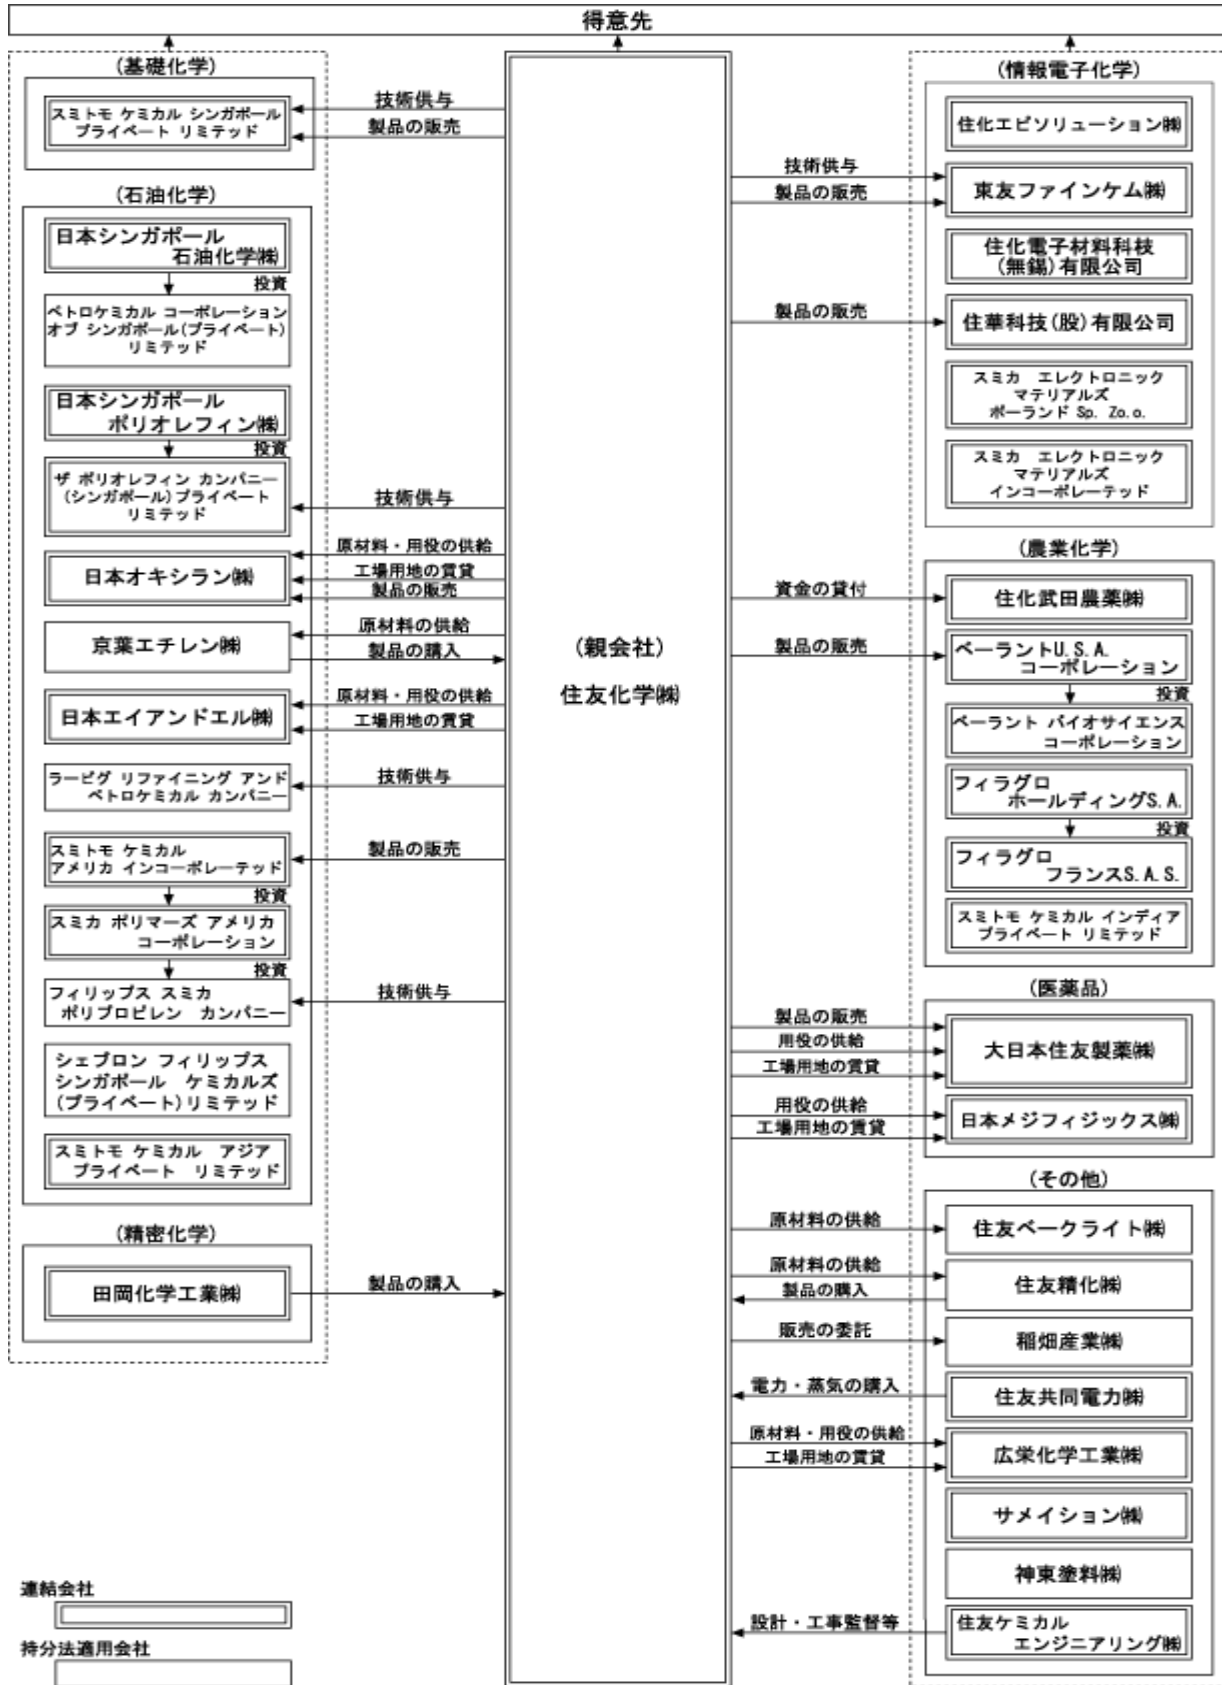 得意先
(基礎化学)
スミトモ ケミカル シンガポール
プライベート リミテッド
技術供与
製品の販売
(石油化学)
日本シンガポール
石油化学㈱
投資
ペトロケミカル コーポレーション
オブ シンガポール(プライベート)
リミテッド
日本シンガポール
ポリオレフィン㈱
投資
ザ ポリオレフィン カンパニー
(シンガポール)プライベート
リミテッド
技術供与
日本オキシラン㈱
原材料・用役の供給
工場用地の賃貸
製品の販売
京葉エチレン㈱
原材料の供給
製品の購入
日本エイアンドエル㈱
原材料・用役の供給
工場用地の賃貸
ラービグ リファイニング アンド
ペトロケミカル カンパニー
技術供与
スミトモ ケミカル
アメリカ インコーポレーテッド
製品の販売
投資
スミカ ポリマーズ アメリカ
コーポレーション
投資
フィリップス スミカ
ポリプロピレン カンパニー
技術供与
シェブロン フィリップス
シンガポール ケミカルズ
(プライベート)リミテッド
スミトモ ケミカル アジア
プライベート リミテッド
(精密化学)
田岡化学工業㈱
製品の購入
(親会社)
住友化学㈱
(情報電子化学)
住化エピソリューション㈱
技術供与
製品の販売
東友ファインケム㈱
住化電子材料科技
(無錫)有限公司
製品の販売
住華科技(股)有限公司
スミカ エレクトロニック
マテリアルズ
ポーランド Sp. Zo.o.
スミカ エレクトロニック
マテリアルズ
インコーポレーテッド
(農業化学)
資金の貸付
住化武田農薬㈱
製品の販売
ベーラントU.S.A.
コーポレーション
投資
ベーラント バイオサイエンス
コーポレーション
フィラグロ
ホールディングS.A.
投資
フィラグロ
フランスS.A.S.
スミトモ ケミカル インディア
プライベート リミテッド
(医薬品)
製品の販売
用役の供給
工場用地の賃貸
大日本住友製薬㈱
用役の供給
工場用地の賃貸
日本メジフィジックス㈱
(その他)
原材料の供給
住友ベークライト㈱
原材料の供給
製品の購入
住友精化㈱
販売の委託
稲畑産業㈱
電力・蒸気の購入
住友共同電力㈱
原材料・用役の供給
工場用地の賃貸
広栄化学工業㈱
サメイション㈱
神東塗料㈱
設計・工事監督等
住友ケミカル
エンジニアリング㈱
連結会社
持分法適用会社